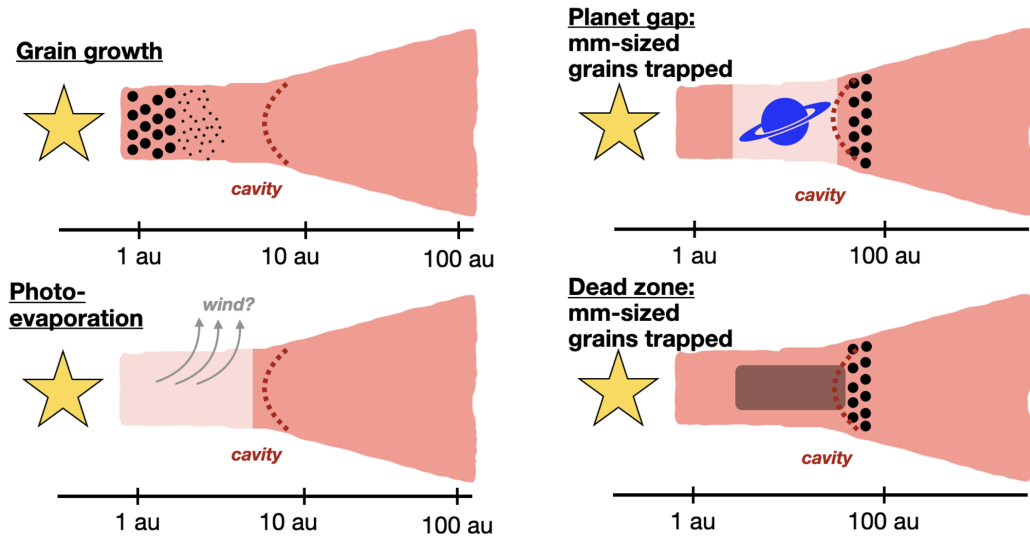 Grain growth
cavity
1 au
10 au
100 au
Planet gap:
mm-sized
grains trapped
cavity
1 au
100 au
Photo-
evaporation
wind?
cavity
1 au
10 au
100 au
Dead zone:
mm-sized
grains trapped
cavity
1 au
100 au